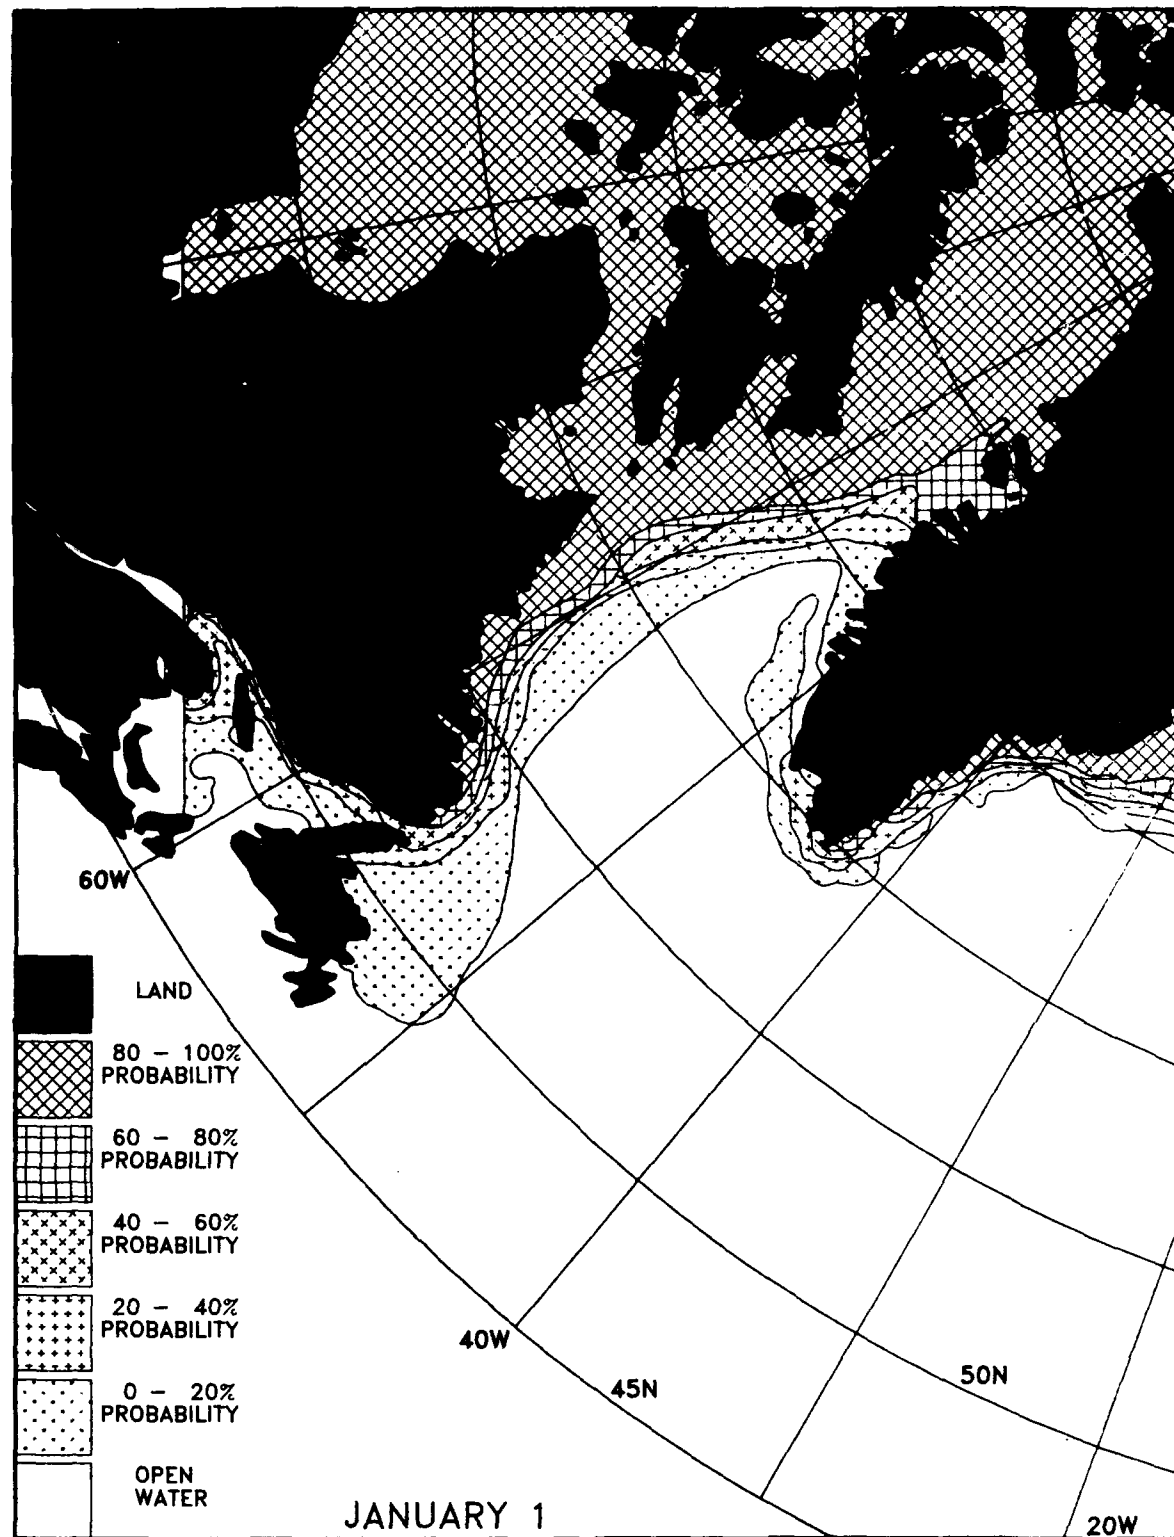 60W
LAND
80 – 100%
PROBABILITY
60 – 80%
PROBABILITY
40 – 60%
PROBABILITY
20 – 40%
PROBABILITY
0 – 20%
PROBABILITY
OPEN
WATER
40W
45N
50N
20W
JANUARY 1